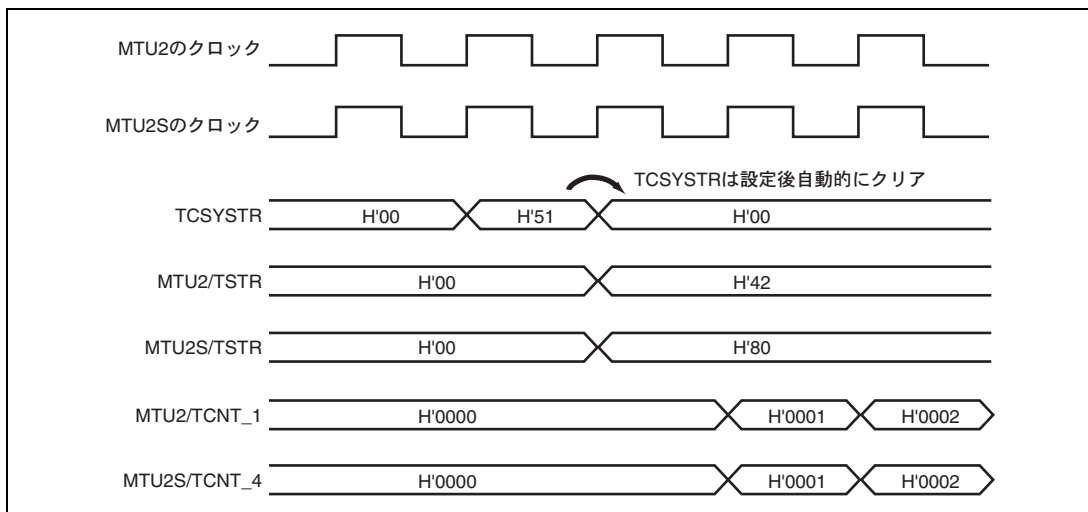 MTU2のクロック
MTU2Sのクロック
TCSYSTRは設定後自動的にクリア
TCSYSTR H'00 H'51 H'00
MTU2/TSTR H'00 H'42
MTU2S/TSTR H'00 H'80
MTU2/TCNT_1 H'0000 H'0001 H'0002
MTU2S/TCNT_4 H'0000 H'0001 H'0002